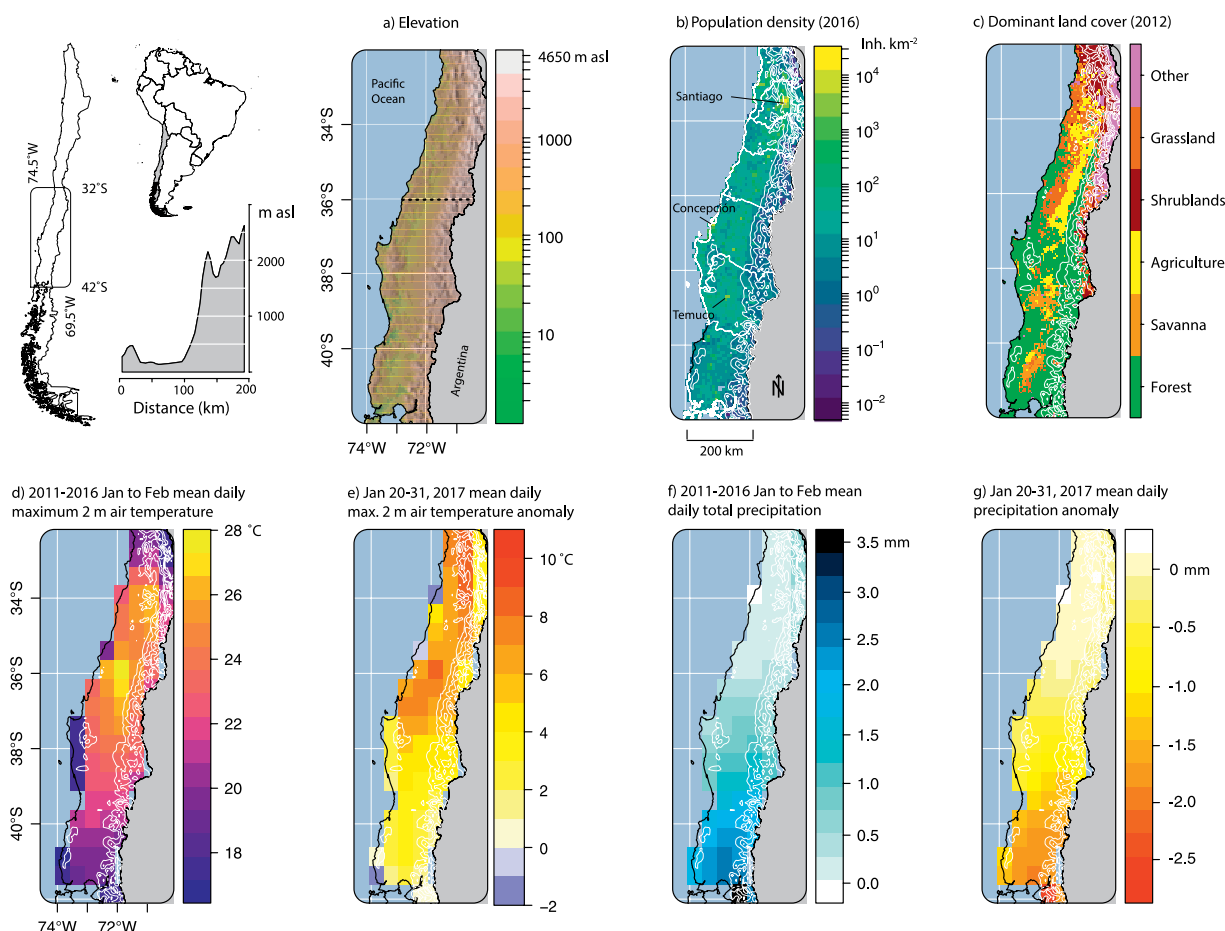 74.5°W
32°S
42°S
69.5°W
m asl
2000
1000
0
100
200
Distance (km)
a) Elevation
Pacific
Ocean
Argentina
34°S
36°S
38°S
40°S
74°W
72°W
4650 m asl
1000
100
10
b) Population density (2016)
Inh. km-2
Santiago
Concepción
Temuco
N
200 km
10^4
10^3
10^2
10^1
10^0
10^-1
10^-2
c) Dominant land cover (2012)
Other
Grassland
Shrublands
Agriculture
Savanna
Forest
d) 2011-2016 Jan to Feb mean daily
maximum 2 m air temperature
34°S
36°S
38°S
40°S
74°W
72°W
28 °C
26
24
22
20
18
e) Jan 20-31, 2017 mean daily
max. 2 m air temperature anomaly
10 °C
8
6
4
2
0
-2
f) 2011-2016 Jan to Feb mean
daily total precipitation
3.5 mm
3.0
2.5
2.0
1.5
1.0
0.5
0.0
g) Jan 20-31, 2017 mean daily
precipitation anomaly
0 mm
-0.5
-1.0
-1.5
-2.0
-2.5